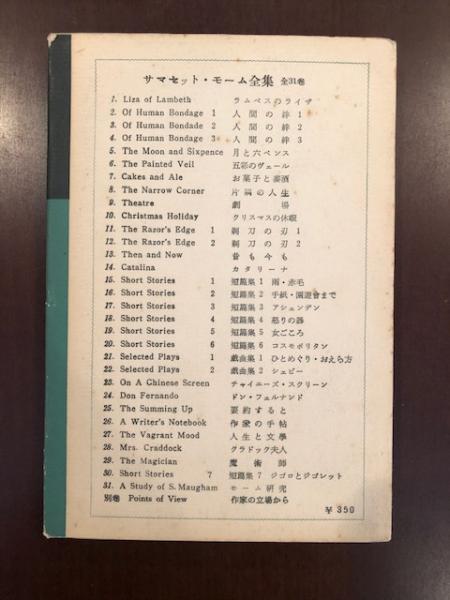 サマセット・モーム全集 全31巻
1. Liza of Lambeth ラムベスのライザ
2. Of Human Bondage 1 人間の絆 1
3. Of Human Bondade 2 人間の絆 2
4. Of Human Bondage 3 人間の絆 3
5. The Moon and Sixpence 月と六ペンス
6. The Painted Veil 五彩のヴェール
7. Cakes and Ale お菓子と麥酒
8. The Narrow Corner 片隅の人生
9. Theatre 劇場
10. Christmas Holiday クリスマスの休暇
11. The Razor's Edge 1 剃刀の刃 1
12. The Razor's Edge 2 剃刀の刃 2
13. Then and Now 昔も今も
14. Catalina カタリーナ
15. Short Stories 1 短篇集 1 雨・赤毛
16. Short Stories 2 短篇集 2 手紙・園遊會まで
17. Short Stories 3 短篇集 3 アシェンデン
18. Short Stories 4 短篇集 4 怒りの器
19. Short Stories 5 短篇集 5 女ごころ
20. Short Stories 6 短篇集 6 コスモポリタン
21. Selected Plays 1 戯曲集 1 ひとめぐり・おえら方
22. Selected Plays 2 戯曲集 2 シェピー
23. On A Chinese Screen チャイニーズ・スクリーン
24. Don Fernando ドン・フェルナンド
25. The Summing Up 要約すると
26. A Writer's Notebook 作家の手帖
27. The Vagrant Mood 人生と文學
28. Mrs. Craddock クラドック夫人
29. The Magician 魔術師
30. Short Stories 7 短篇集 7 ジゴロとジゴレット
31. A Study of S. Maugham モーム研究
別巻 Points of View 作家の立場から
¥ 350